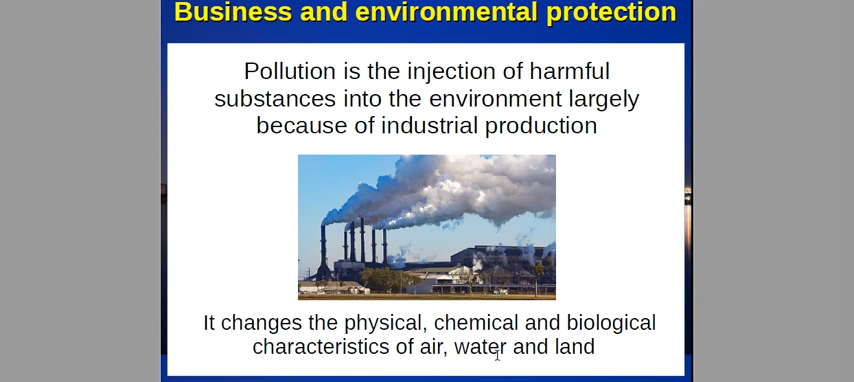 Business and environmental protection
Pollution is the injection of harmful
substances into the environment largely
because of industrial production
It changes the physical, chemical and biological
characteristics of air, water and land